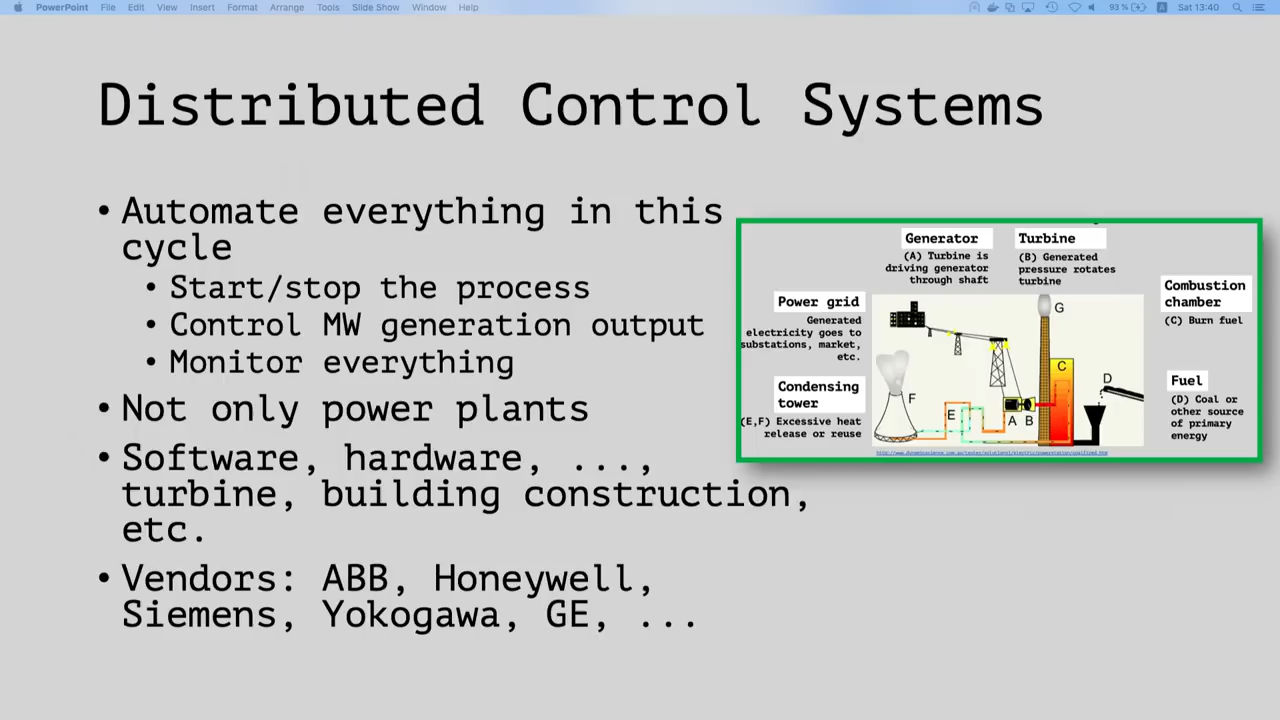 PowerPoint File Edit View Insert Format Arrange Tools Slide Show Window Help
93 % Sat 13:40
Distributed Control Systems
• Automate everything in this
cycle
• Start/stop the process
• Control MW generation output
• Monitor everything
• Not only power plants
• Software, hardware, ...,
turbine, building construction,
etc.
• Vendors: ABB, Honeywell,
Siemens, Yokogawa, GE, ...
Generator
(A) Turbine is
driving generator
through shaft
Turbine
(B) Generated
pressure rotates
turbine
Combustion
chamber
(C) Burn fuel
Power grid
Generated
electricity goes to
substations, market,
etc.
Condensing
tower
(E,F) Excessive heat
release or reuse
Fuel
(D) Coal or
other source
of primary
energy
G
C
D
F
E
A B